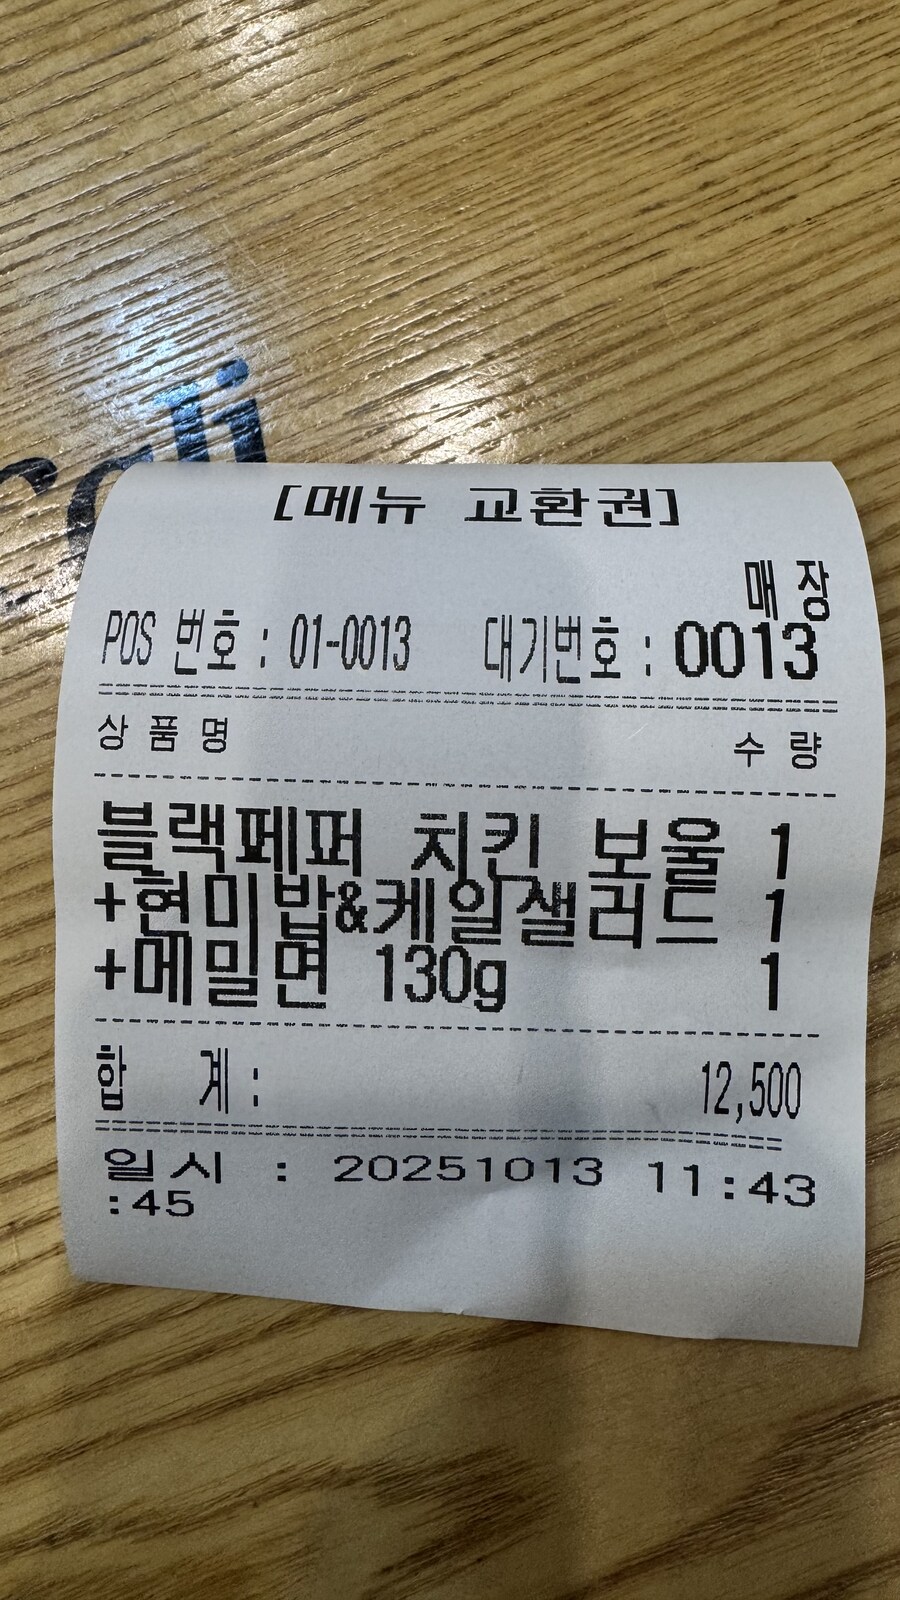 [메뉴 교환권]
매장
POS 번호 : 01-0013 대기번호 : 0013
상품명 수량
블랙페퍼 치킨 보울 1
+현미밥&케일샐러드 1
+메밀면 130g 1
합 계 : 12,500
일시 : 20251013 11:43
:45